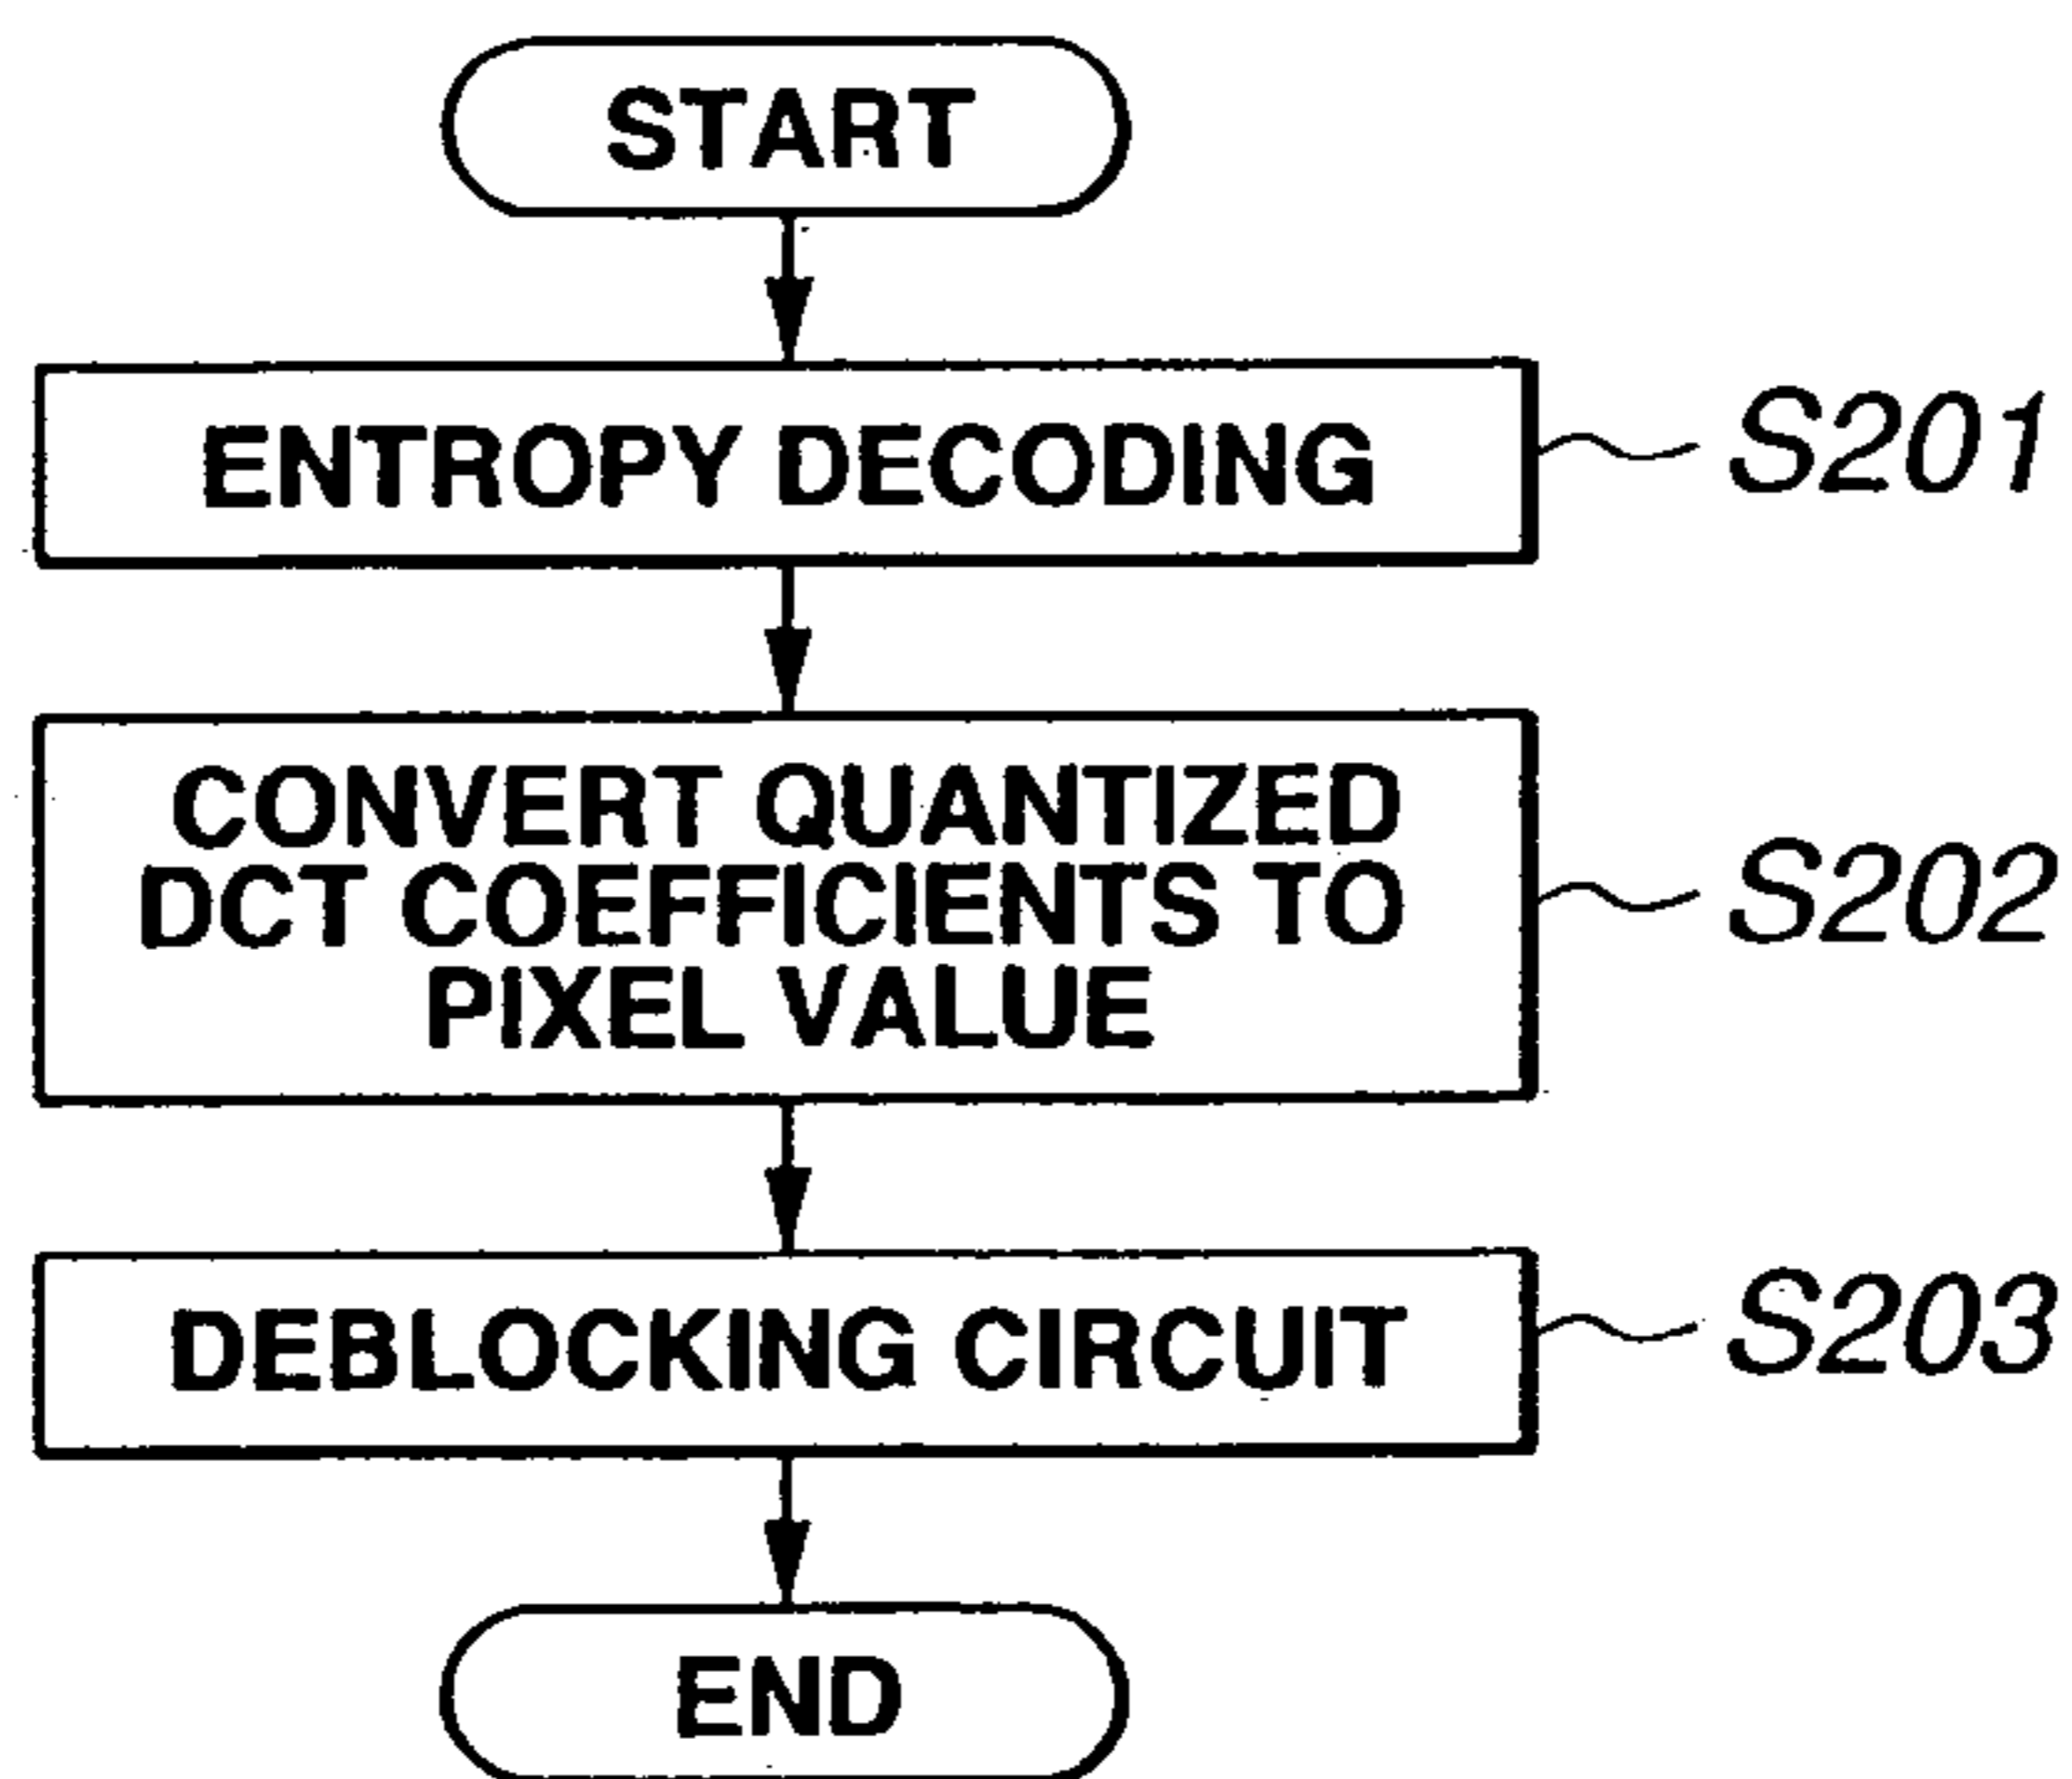 START
ENTROPY DECODING
S201
CONVERT QUANTIZED
DCT COEFFICIENTS TO
PIXEL VALUE
S202
DEBLOCKING CIRCUIT
S203
END